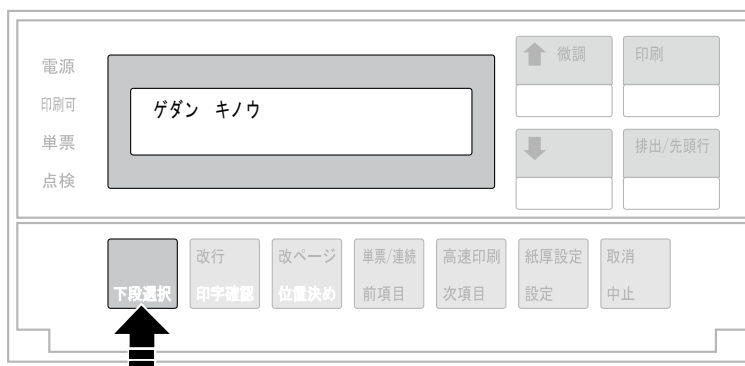 電源
印刷可
単票
点検
ゲダン キノウ
微調
印刷
排出/先頭行
下段選択
改行
印字確認
改ページ
位置決め
単票/連続
前項目
高速印刷
次項目
紙厚設定
設定
取消
中止